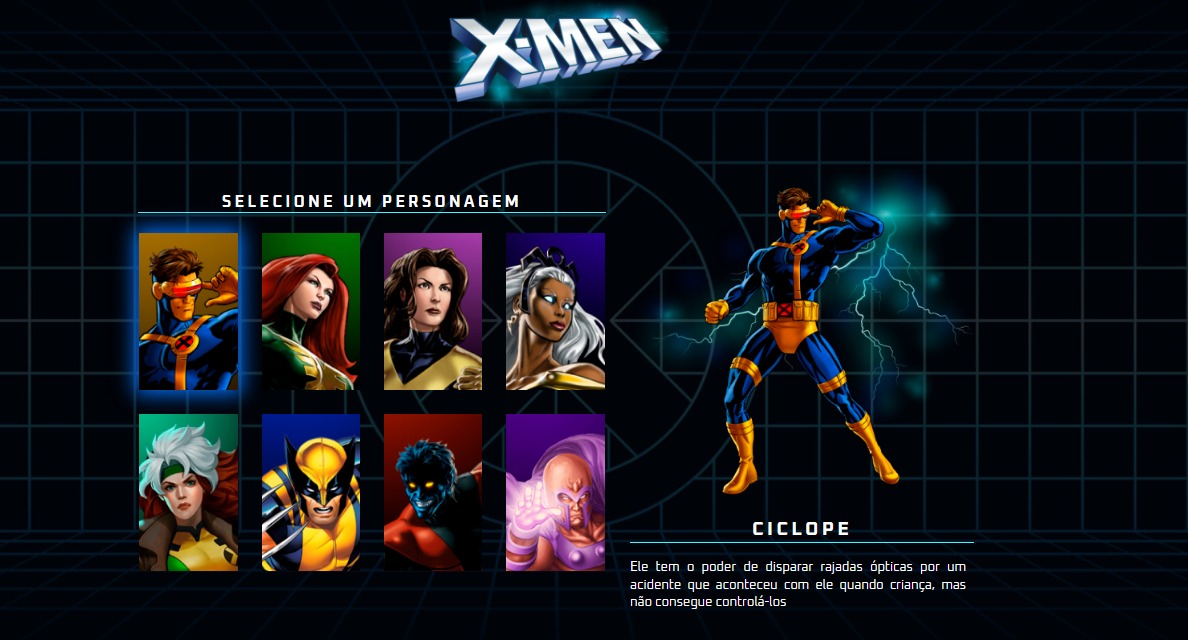 X-MEN
SELECIONE UM PERSONAGEM
CICLOPE
Ele tem o poder de disparar rajadas ópticas por um
acidente que aconteceu com ele quando criança, mas
não consegue controlá-los